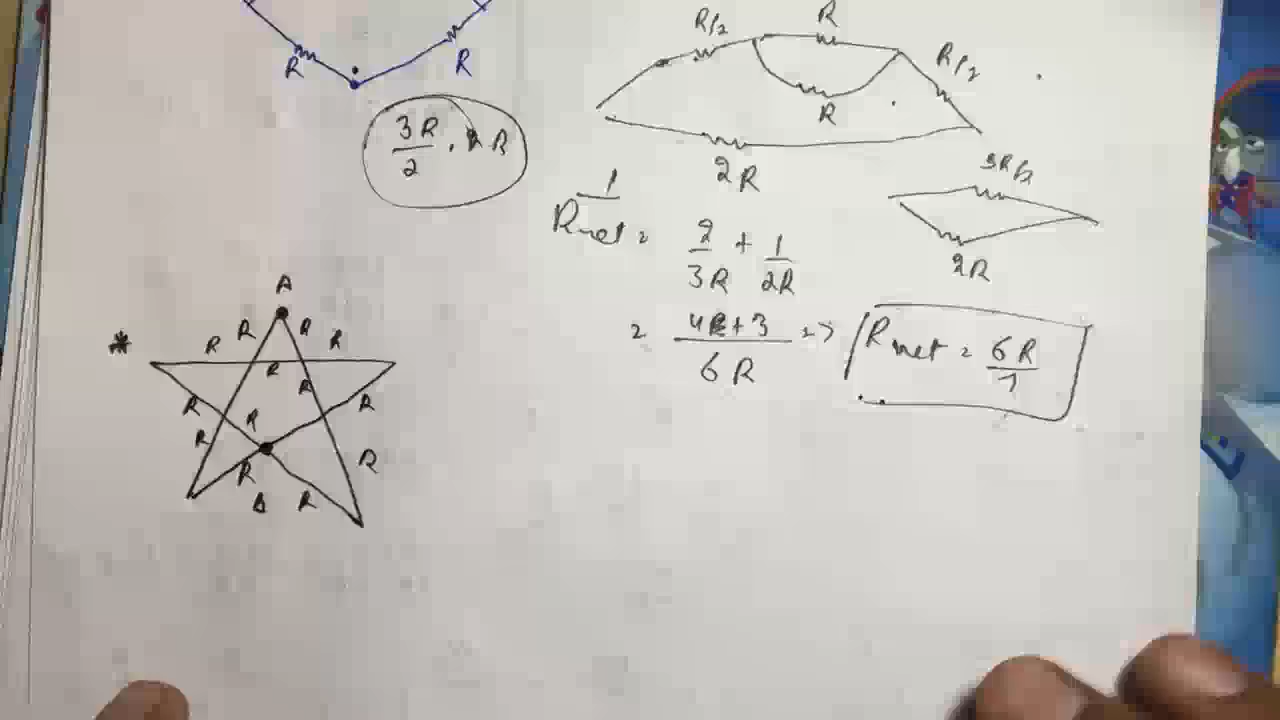 R R
3R/2 . R
R/2 R R/2
R
2R
3R/2
2R
1/Rnet = 2/3R + 1/2R
= 4R+3/6R => Rnet = 6R/7
A
* R R R R
R R
R R R
R R R
R B R